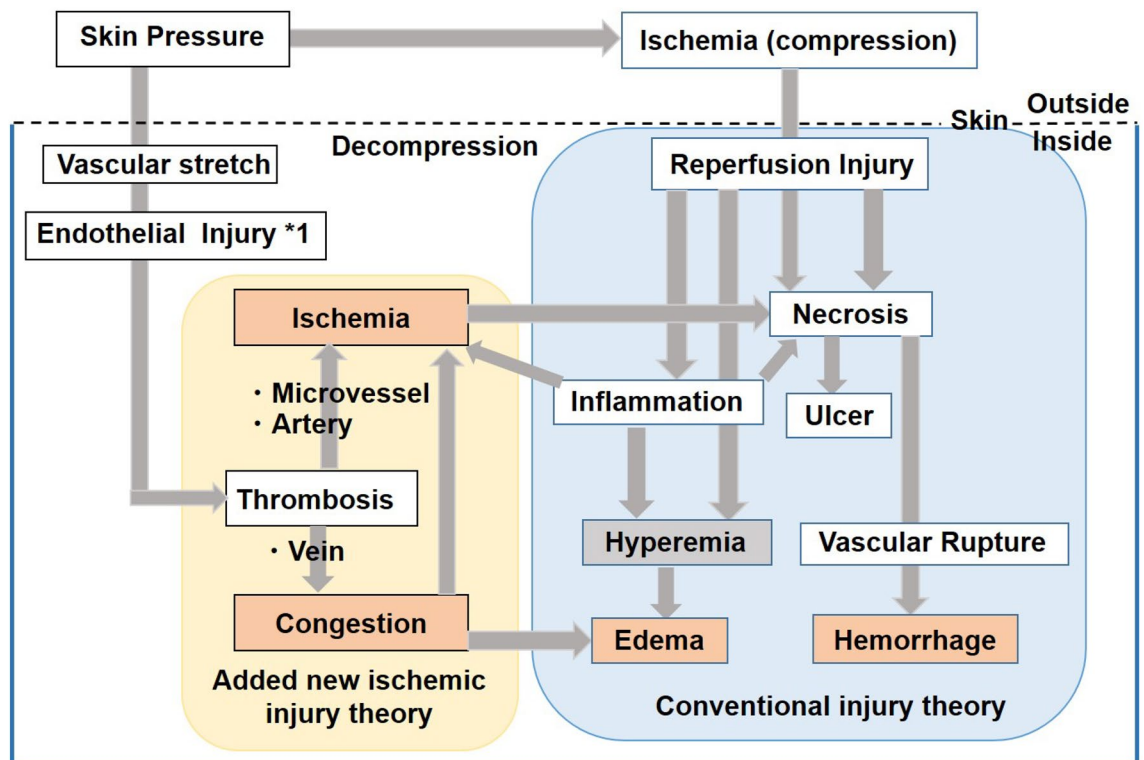 Skin Pressure
Ischemia (compression)
Outside
Skin
Inside
Decompression
Vascular stretch
Reperfusion Injury
Endothelial Injury *1
Ischemia
Necrosis
・Microvessel
・Artery
Inflammation
Ulcer
Thrombosis
・Vein
Hyperemia
Vascular Rupture
Congestion
Edema
Hemorrhage
Added new ischemic
injury theory
Conventional injury theory